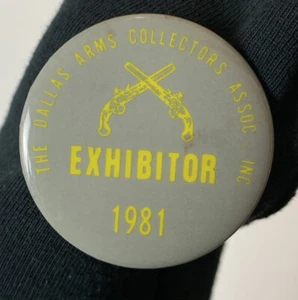 THE DALLAS ARMS COLLECTORS ASSOC. INC
EXHIBITOR
1981